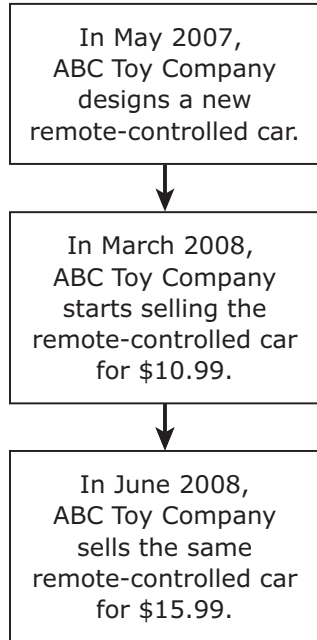 In May 2007,
ABC Toy Company
designs a new
remote-controlled car.
In March 2008,
ABC Toy Company
starts selling the
remote-controlled car
for $10.99.
In June 2008,
ABC Toy Company
sells the same
remote-controlled car
for $15.99.